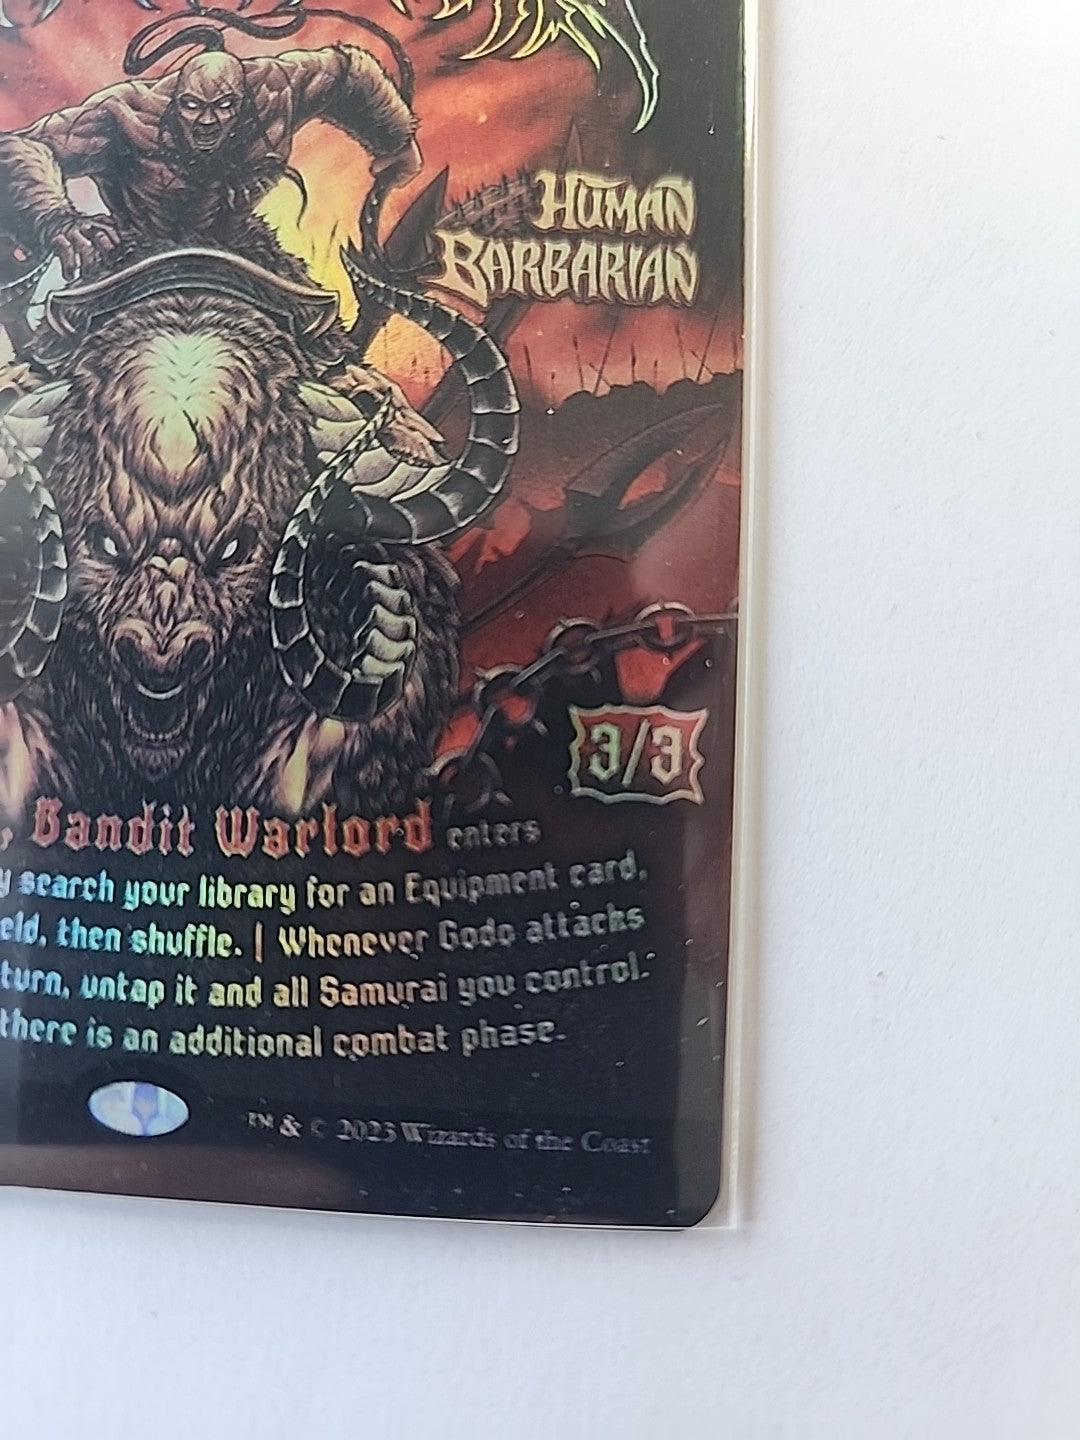 HUMAN
BARBARIAN
3/3
, Bandit Warlord enters
search your library for an Equipment card,
eld, then shuffle. | Whenever Godo attacks
turn, untap it and all Samurai you control.
there is an additional combat phase.
™ & © 2023 Wizards of the Coast